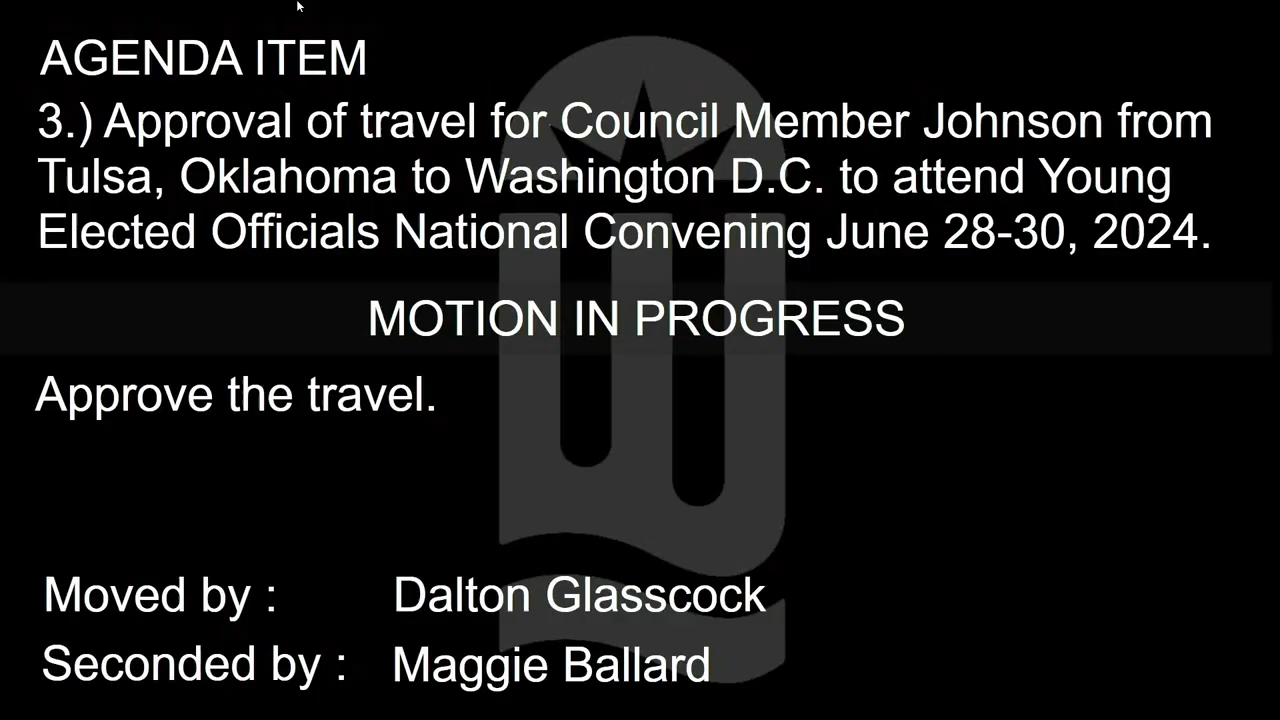 AGENDA ITEM
3.) Approval of travel for Council Member Johnson from
Tulsa, Oklahoma to Washington D.C. to attend Young
Elected Officials National Convening June 28-30, 2024.
MOTION IN PROGRESS
Approve the travel.
Moved by : Dalton Glasscock
Seconded by : Maggie Ballard